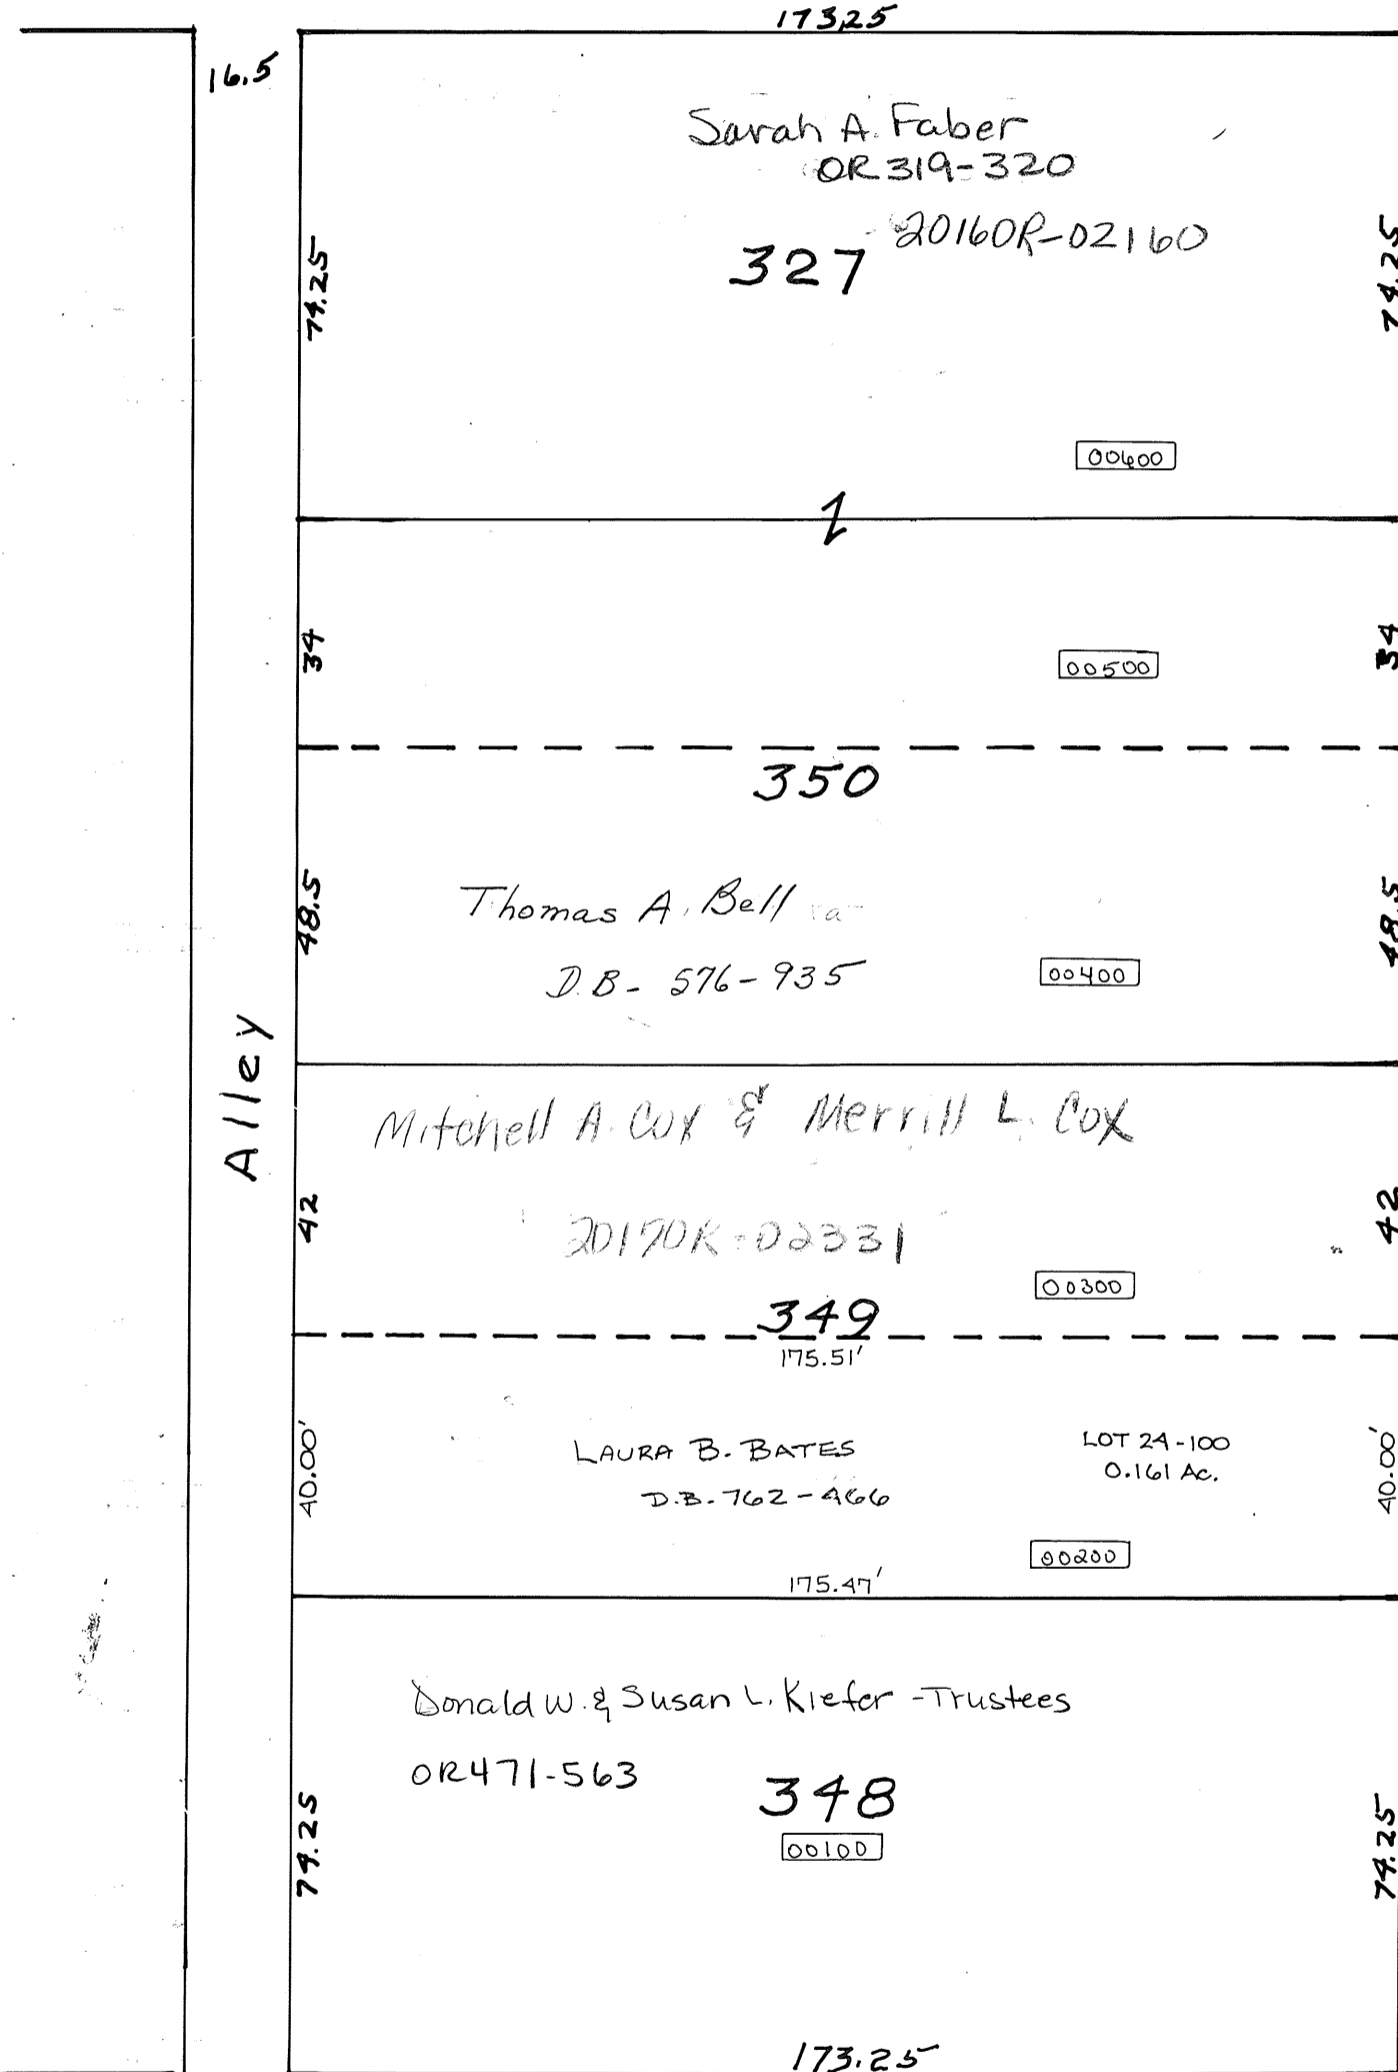 173.25
16.5
Sarah A. Faber
OR 319-320
2016OR-02160
327
74.25
74.25
00600
34
34
00500
350
48.5
48.5
Thomas A. Bell
D.B- 576-935
00400
Alley
Mitchell A. Cox & Merrill L. Cox
42
42
2017OR-02331
00300
349
175.51'
40.00'
40.00'
LAURA B. BATES
LOT 24-100
0.161 Ac.
D.B. 762-466
00200
175.47'
Donald W. & Susan L. Kiefer -Trustees
OR471-563
348
00100
74.25
74.25
173.25